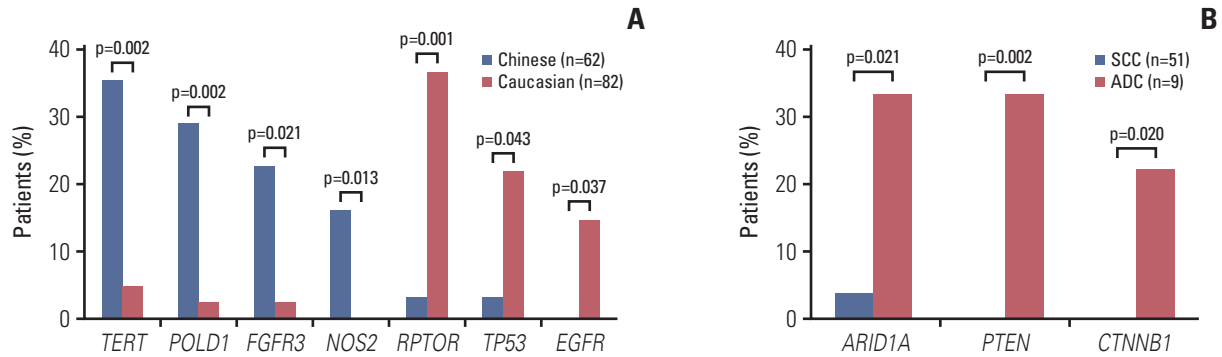 A
Patients (%)
40
30
20
10
0
p=0.002
p=0.002
p=0.021
p=0.013
p=0.001
p=0.043
p=0.037
Chinese (n=62)
Caucasian (n=82)
TERT POLD1 FGFR3 NOS2 RPTOR TP53 EGFR
B
Patients (%)
40
30
20
10
0
p=0.021
p=0.002
p=0.020
SCC (n=51)
ADC (n=9)
ARID1A PTEN CTNNB1